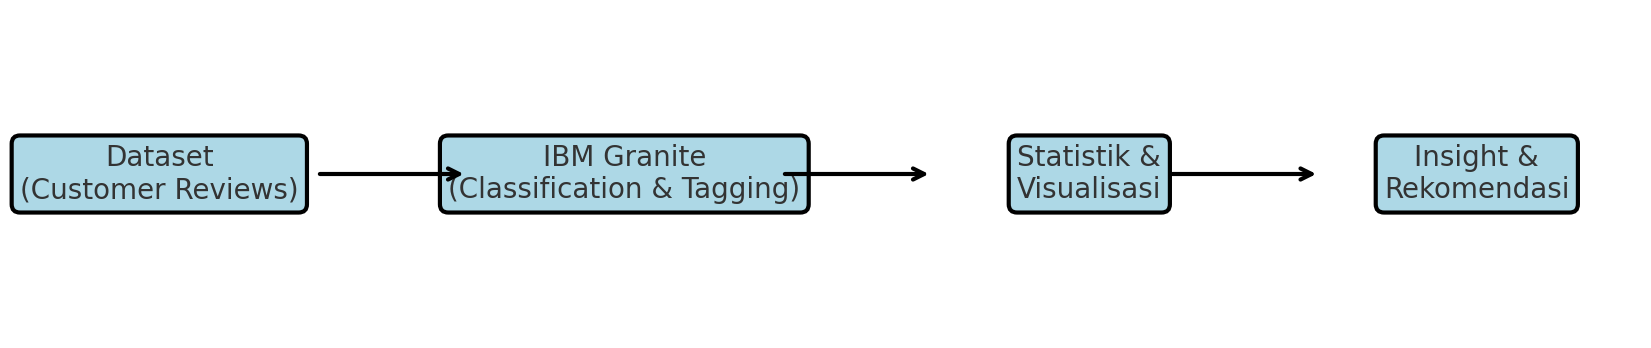 Dataset
(Customer Reviews)
IBM Granite
(Classification & Tagging)
Statistik &
Visualisasi
Insight &
Rekomendasi